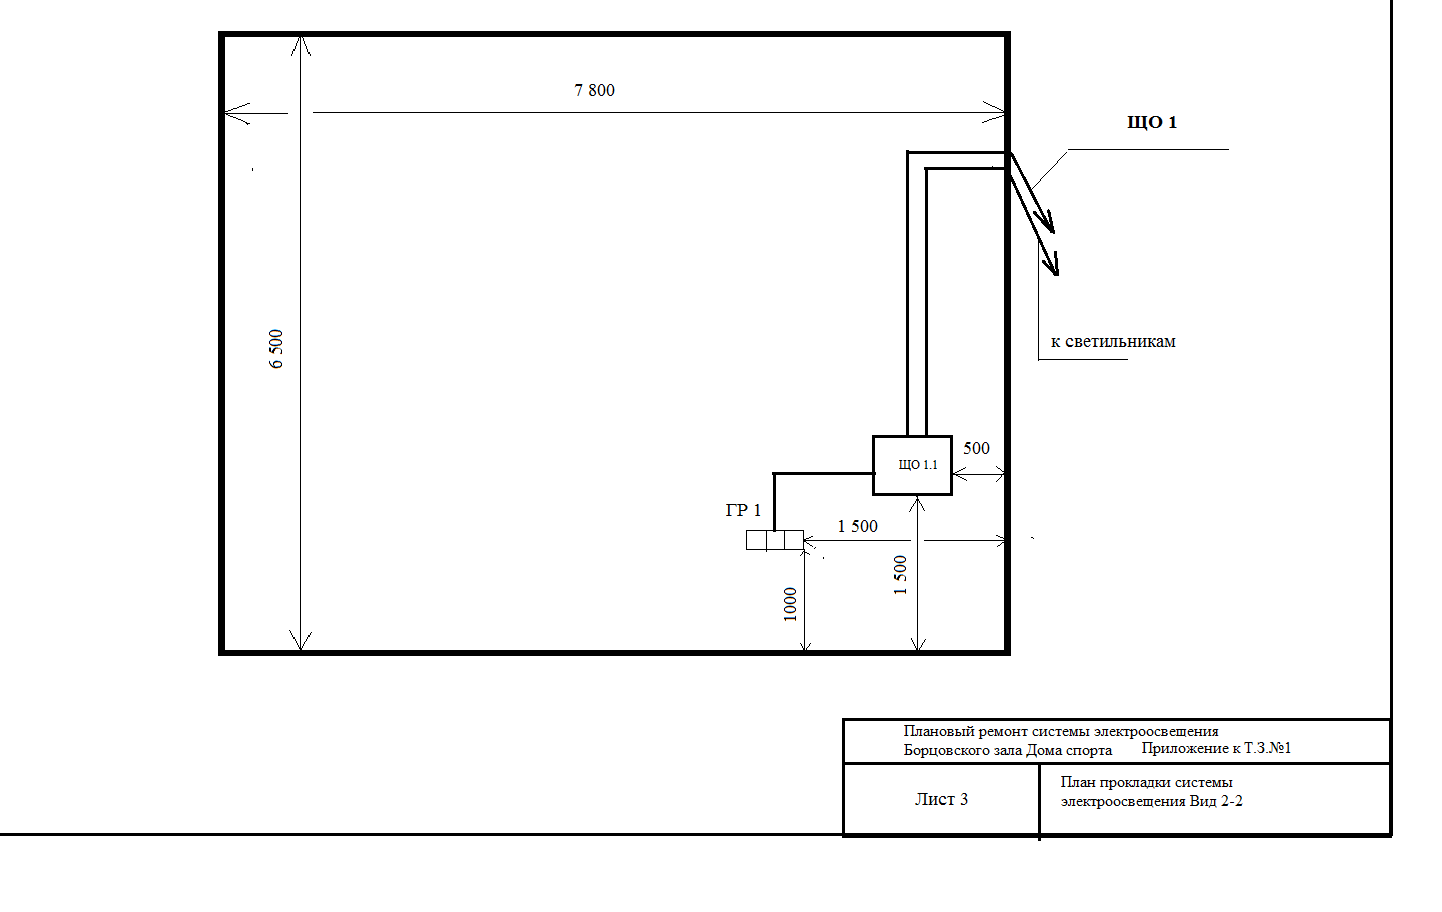 7 800
ЩО 1
6 500
к светильникам
ЩО 1.1
500
ГР 1
1 500
1 500
1000
Плановый ремонт системы электроосвещения
Борцовского зала Дома спорта Приложение к Т.З.№1
Лист 3
План прокладки системы
электроосвещения Вид 2-2